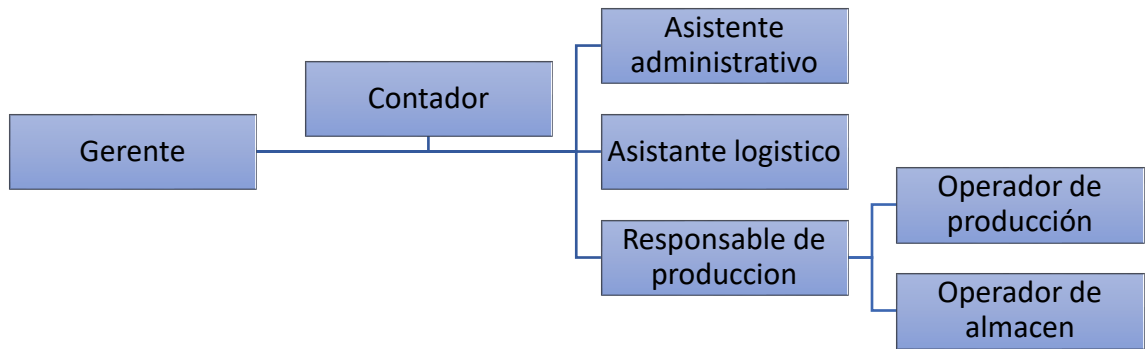 Asistente
administrativo
Contador
Gerente
Asistante logistico
Operador de
producción
Responsable de
produccion
Operador de
almacen